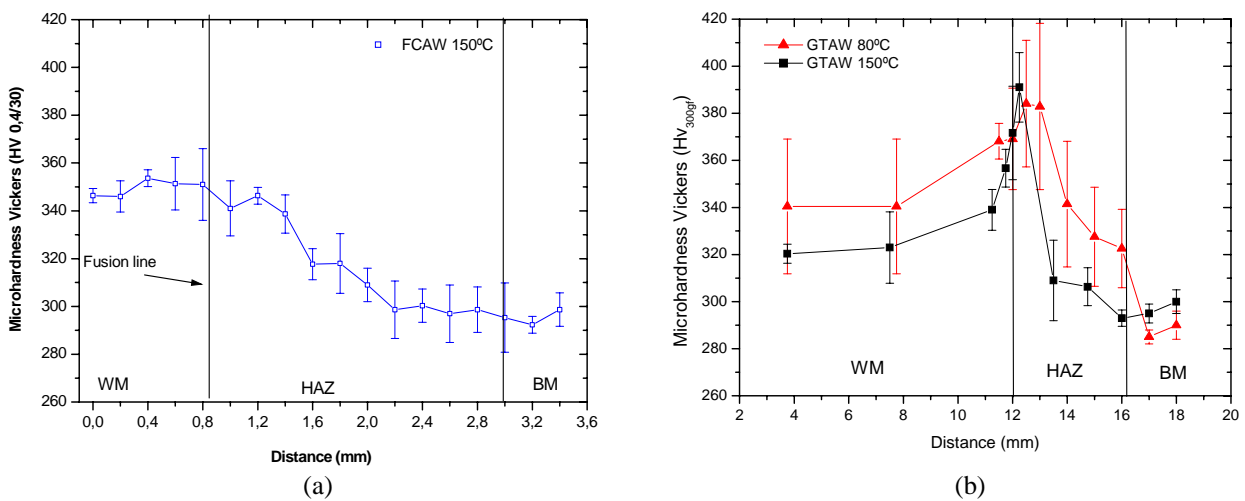 420
400
380
360
340
320
300
280
260
Microhardness Vickers (HV 0,4/30)
FCAW 150ºC
Fusion line
WM
HAZ
BM
0,0 0,4 0,8 1,2 1,6 2,0 2,4 2,8 3,2 3,6
Distance (mm)
(a)
420
400
380
360
340
320
300
280
260
Microhardness Vickers (Hv300gf)
GTAW 80ºC
GTAW 150ºC
WM
HAZ
BM
2 4 6 8 10 12 14 16 18 20
Distance (mm)
(b)